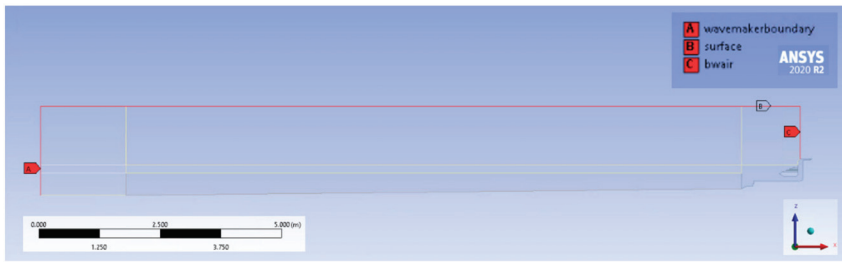 A wavemakerboundary
B surface
C bwair
ANSYS
2020 R2
B
C
A
0.000 2.500 5.000 (m)
1.250 3.750
Z
X